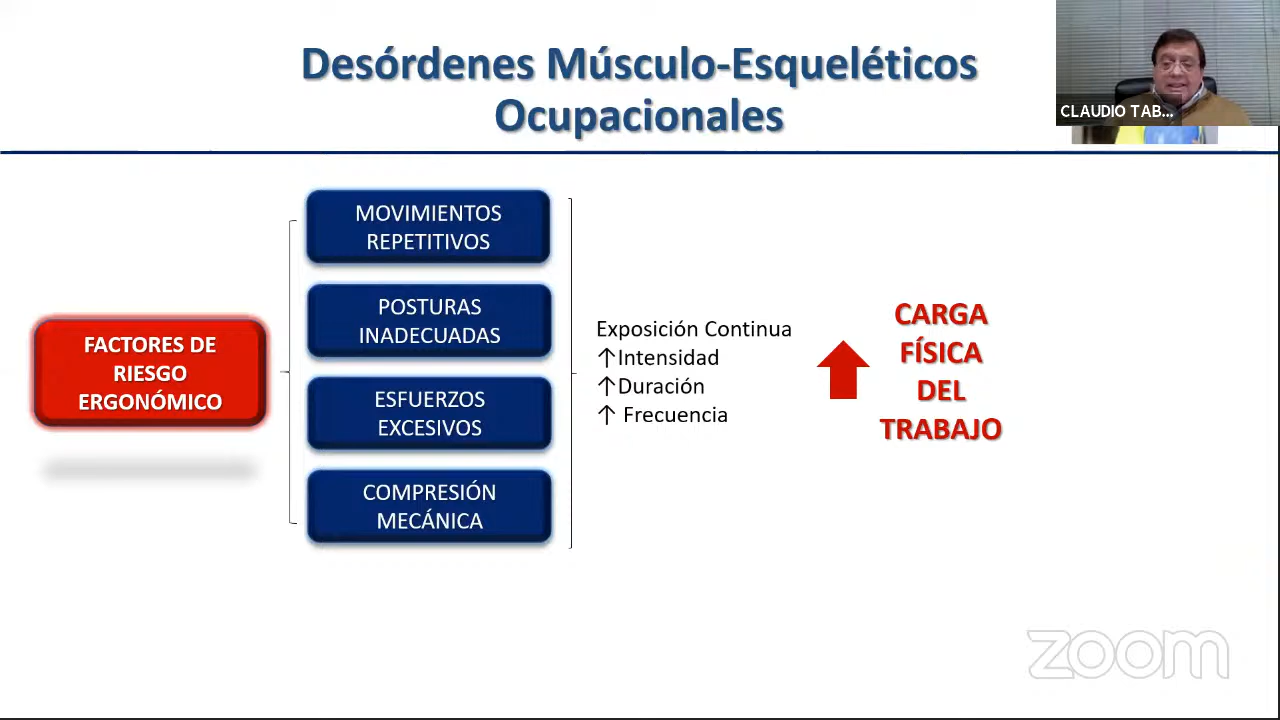 Desórdenes Músculo-Esqueléticos
Ocupacionales
CLAUDIO TAB...
FACTORES DE
RIESGO
ERGONÓMICO
MOVIMIENTOS
REPETITIVOS
POSTURAS
INADECUADAS
ESFUERZOS
EXCESIVOS
COMPRESIÓN
MECÁNICA
Exposición Continua
↑Intensidad
↑Duración
↑ Frecuencia
CARGA
FÍSICA
DEL
TRABAJO
zoom